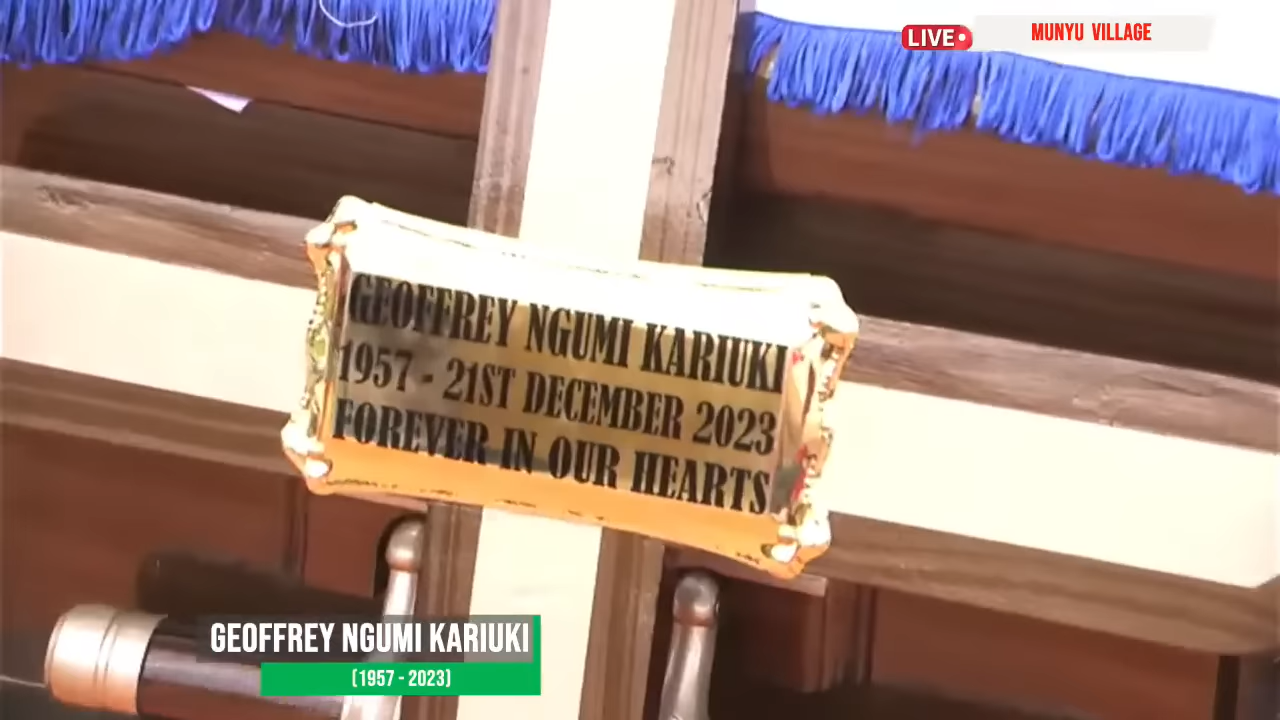 LIVE
MUNYU VILLAGE
GEOFFREY NGUMI KARIUKI
1957 - 21ST DECEMBER 2023
FOREVER IN OUR HEARTS
GEOFFREY NGUMI KARIUKI
(1957 - 2023)